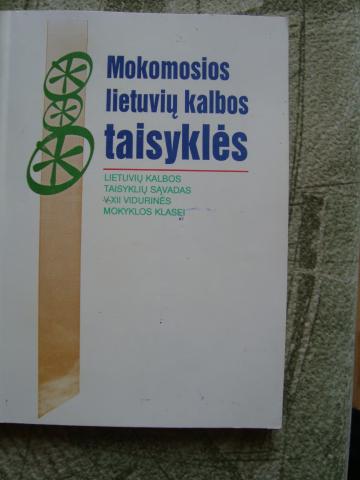 Mokomosios
lietuvių kalbos
taisyklės
LIETUVIŲ KALBOS
TAISYKLIŲ SĄVADAS
V-XII VIDURINĖS
MOKYKLOS KLASEI